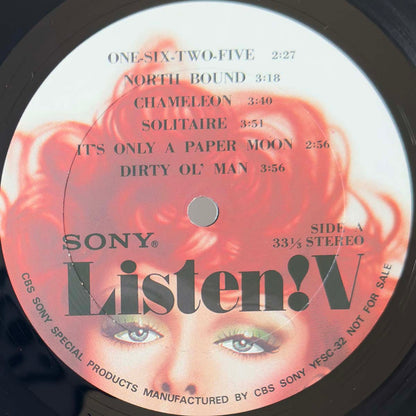 ONE-SIX-TWO-FIVE 2:27
NORTH BOUND 3:18
CHAMELEON 3:40
SOLITAIRE 3:51
IT'S ONLY A PAPER MOON 2:56
DIRTY OL' MAN 3:56
SONY®
SIDE A
33⅓ STEREO
Listen!V
CBS SONY SPECIAL PRODUCTS MANUFACTURED BY CBS SONY YFSC-32 NOT FOR SALE